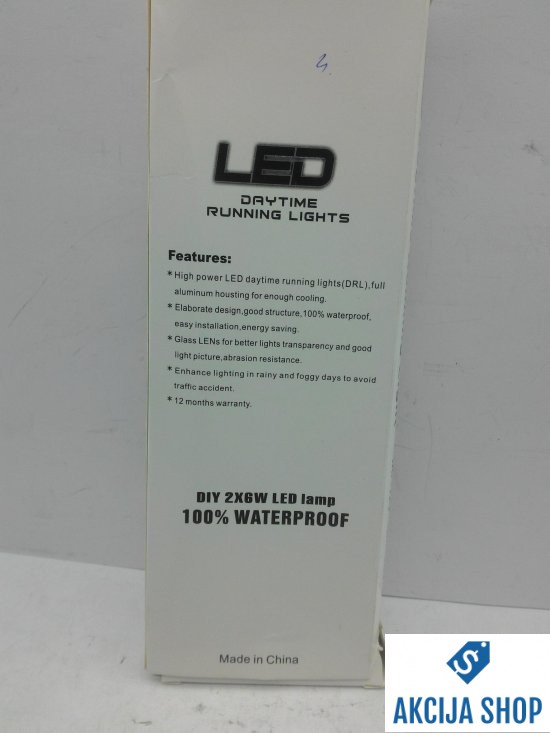 4.
LED
DAYTIME
RUNNING LIGHTS
Features:
* High power LED daytime running lights(DRL),full
aluminum housting for enough cooling.
* Elaborate design,good structure,100% waterproof,
easy installation,energy saving.
* Glass LENs for better lights transparency and good
light picture,abrasion resistance.
* Enhance lighting in rainy and foggy days to avoid
traffic accident.
* 12 months warranty.
DIY 2X6W LED lamp
100% WATERPROOF
Made in China
AKCIJA SHOP